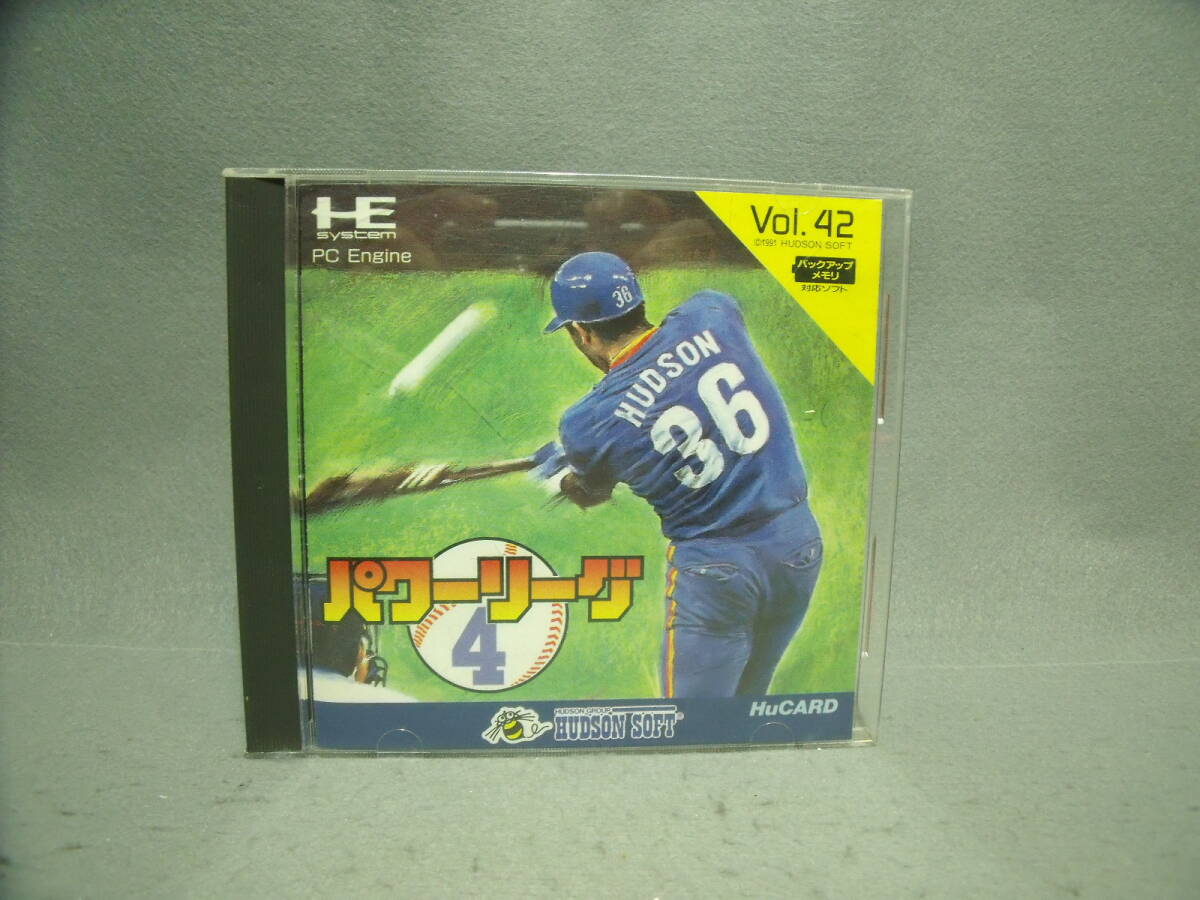 HE
system
PC Engine
Vol. 42
©1991 HUDSON SOFT
バックアップ
メモリ
対応ソフト
36
HUDSON
36
パワーリーグ
4
HUDSON GROUP
HUDSON SOFT®
HuCARD